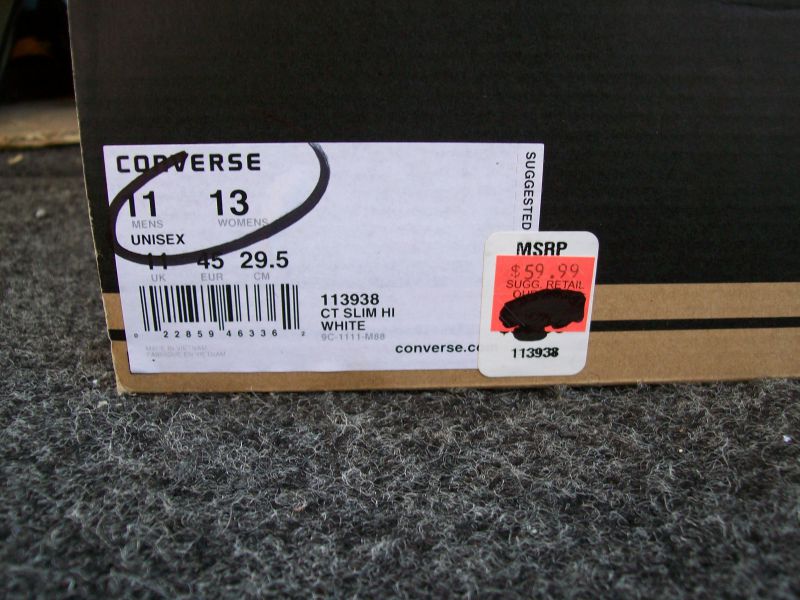 CONVERSE
11 13
MENS WOMENS
UNISEX
11 45 29.5
UK EUR CM
0 22859 46336 2
MADE IN VIETNAM
FABRIQUE EN VIETNAM
113938
CT SLIM HI
WHITE
9C-1111-M88
converse.c
SUGGESTED
MSRP
$59.99
SUGG. RETAIL
113938